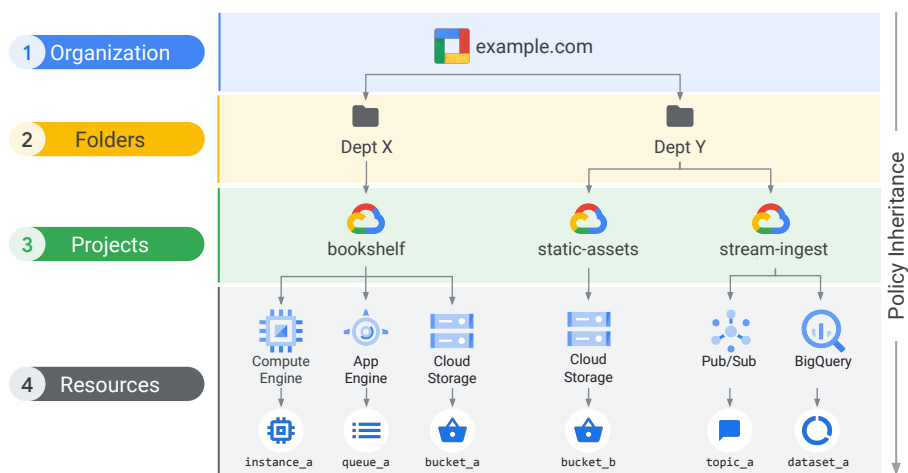 1 Organization
example.com
2 Folders
Dept X
Dept Y
3 Projects
bookshelf
static-assets
stream-ingest
4 Resources
Compute
Engine
App
Engine
Cloud
Storage
Cloud
Storage
Pub/Sub
BigQuery
instance_a
queue_a
bucket_a
bucket_b
topic_a
dataset_a
Policy Inheritance